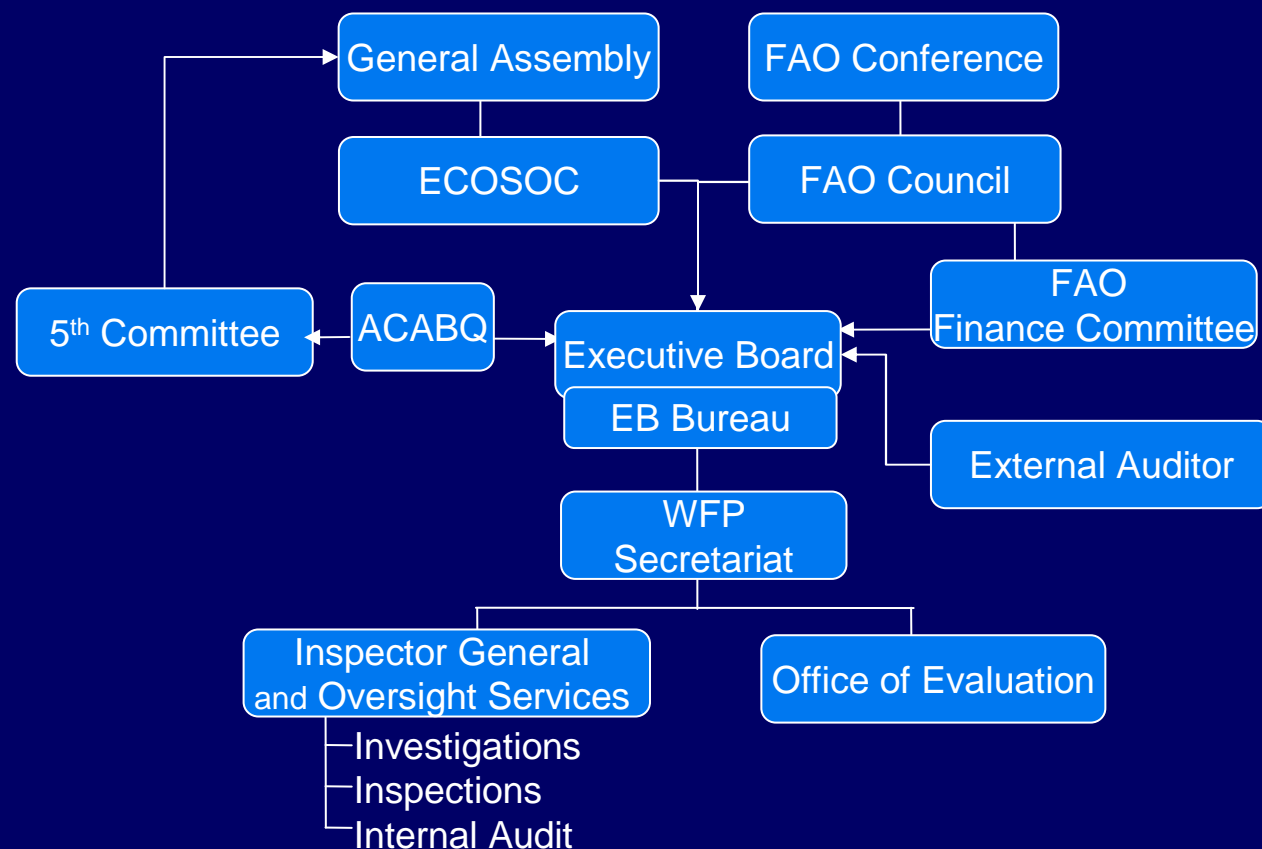 General Assembly
FAO Conference
ECOSOC
FAO Council
5th Committee
ACABQ
Executive Board
FAO
Finance Committee
EB Bureau
External Auditor
WFP
Secretariat
Inspector General
and Oversight Services
Office of Evaluation
Investigations
Inspections
Internal Audit